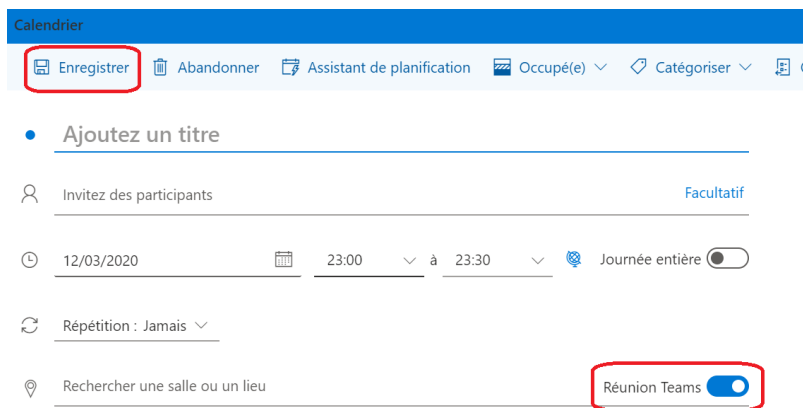 Calendrier
Enregistrer Abandonner Assistant de planification Occupé(e) Catégoriser
Ajoutez un titre
Invitez des participants Facultatif
12/03/2020 23:00 à 23:30 Journée entière
Répétition : Jamais
Rechercher une salle ou un lieu Réunion Teams